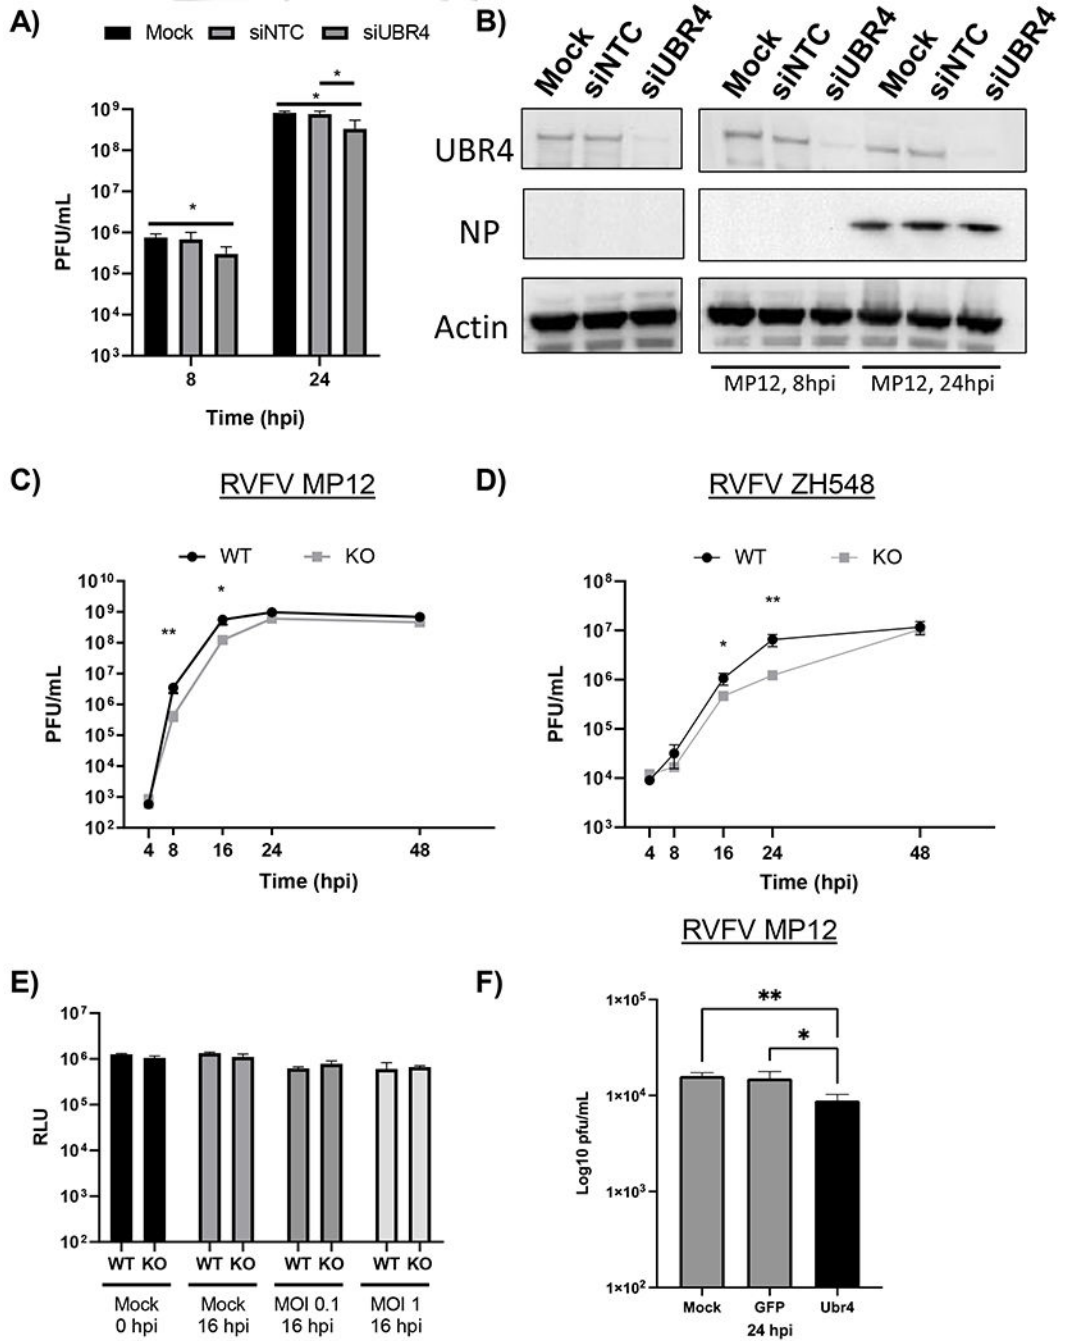 A)
Mock siNTC siUBR4
*
*
*
10⁹
10⁸
10⁷
10⁶
10⁵
10⁴
10³
PFU/mL
8 24
Time (hpi)
B)
Mock siNTC siUBR4 Mock siNTC siUBR4 Mock siNTC siUBR4
UBR4
NP
Actin
MP12, 8hpi MP12, 24hpi
C)
RVFV MP12
WT KO
10¹⁰
10⁹
10⁸
10⁷
10⁶
10⁵
10⁴
10³
10²
PFU/mL
**
*
4 8 16 24 48
Time (hpi)
D)
RVFV ZH548
WT KO
10⁸
10⁷
10⁶
10⁵
10⁴
10³
PFU/mL
*
**
4 8 16 24 48
Time (hpi)
E)
10⁷
10⁶
10⁵
10⁴
10³
10²
RLU
WT KO WT KO WT KO WT KO
Mock Mock MOI 0.1 MOI 1
0 hpi 16 hpi 16 hpi 16 hpi
RVFV MP12
F)
1×10⁵
1×10⁴
1×10³
1×10²
Log10 pfu/mL
**
*
Mock GFP Ubr4
24 hpi